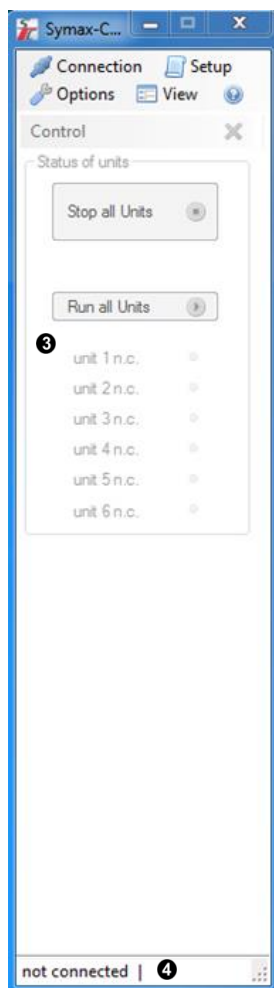 Symax-C...
Connection Setup
Options View
Control
Status of units
Stop all Units
Run all Units
3
unit 1 n.c.
unit 2 n.c.
unit 3 n.c.
unit 4 n.c.
unit 5 n.c.
unit 6 n.c.
not connected | 4